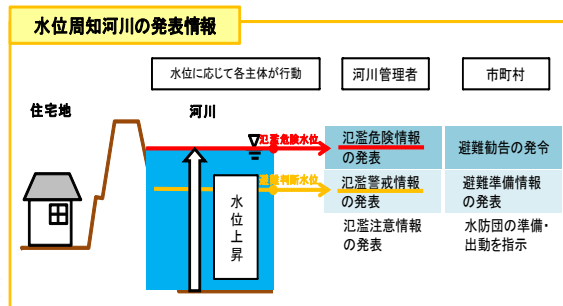 水位周知河川の発表情報
水位に応じて各主体が行動
河川管理者
市町村
住宅地
河川
氾濫危険水位
氾濫危険情報
の発表
避難勧告の発令
避難判断水位
氾濫警戒情報
の発表
避難準備情報
の発表
水位上昇
氾濫注意情報
の発表
水防団の準備・
出動を指示